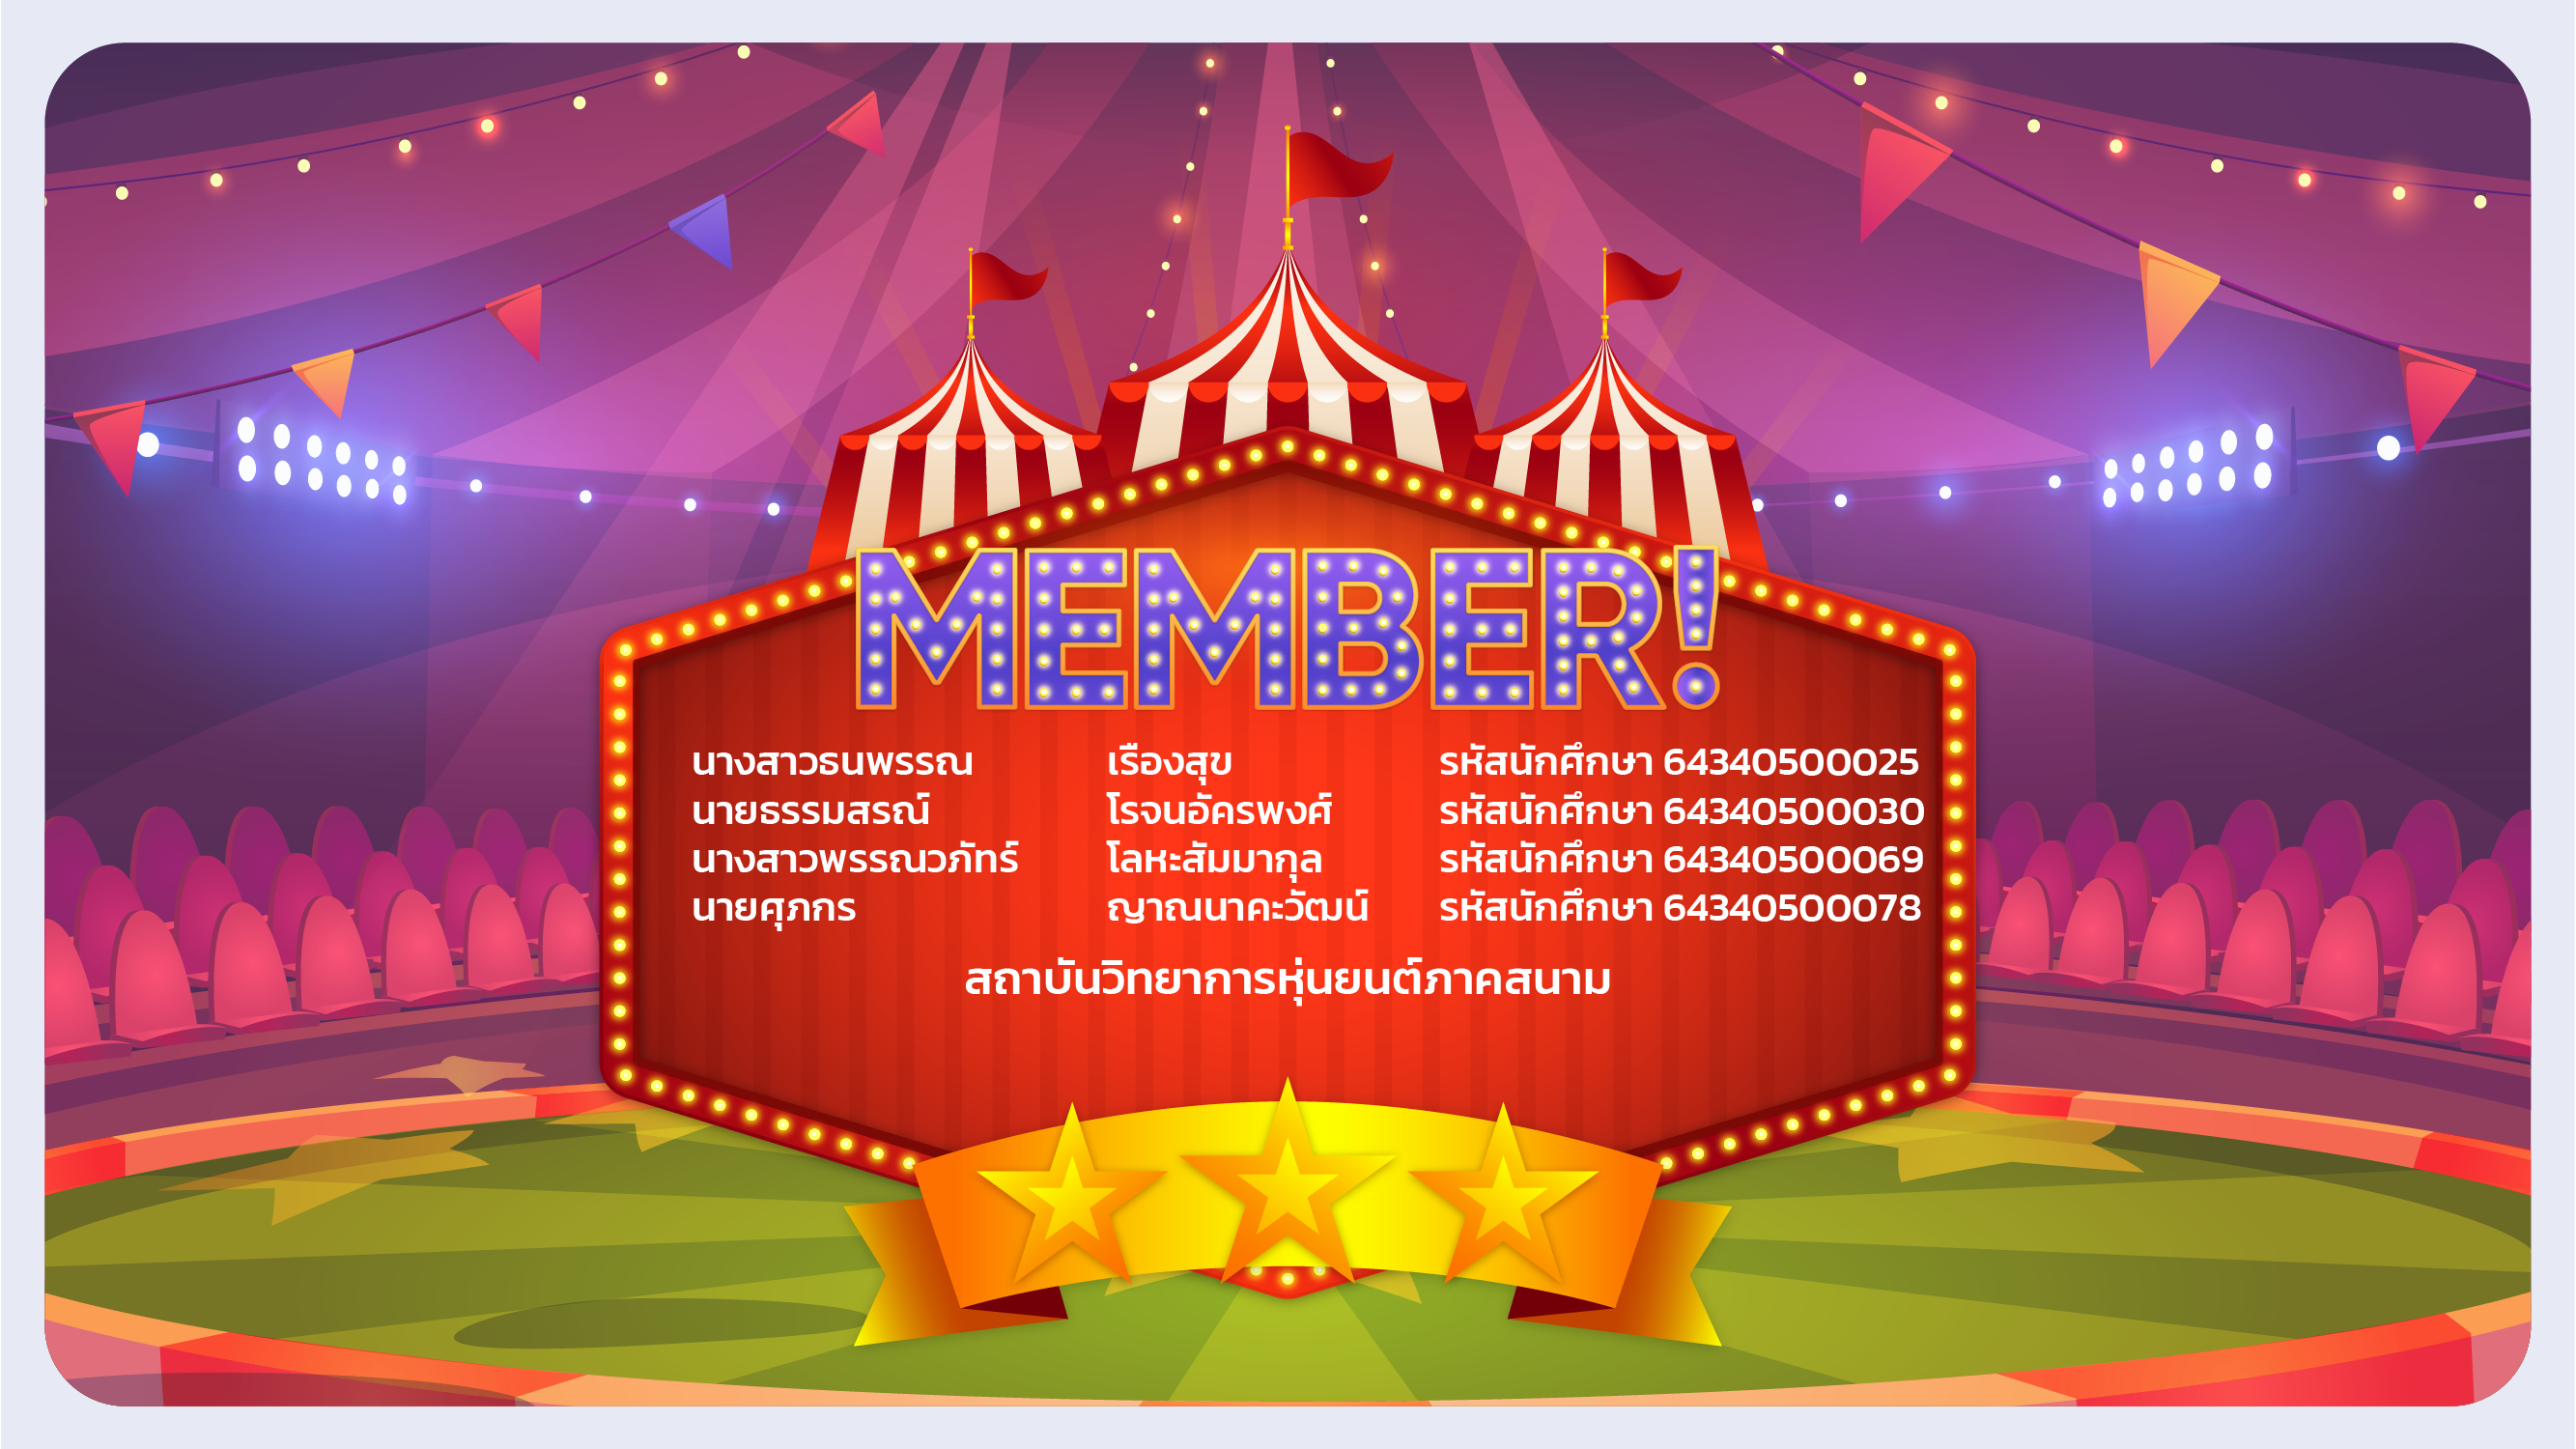 MEMBER!
นางสาวธนพรรณ เรืองสุข รหัสนักศึกษา 64340500025
นายธรรมสรณ์ โรจนอัครพงศ์ รหัสนักศึกษา 64340500030
นางสาวพรรณวภัทร์ โลหะสัมมากุล รหัสนักศึกษา 64340500069
นายศุภกร ญาณนาคะวัฒน์ รหัสนักศึกษา 64340500078
สถาบันวิทยาการหุ่นยนต์ภาคสนาม